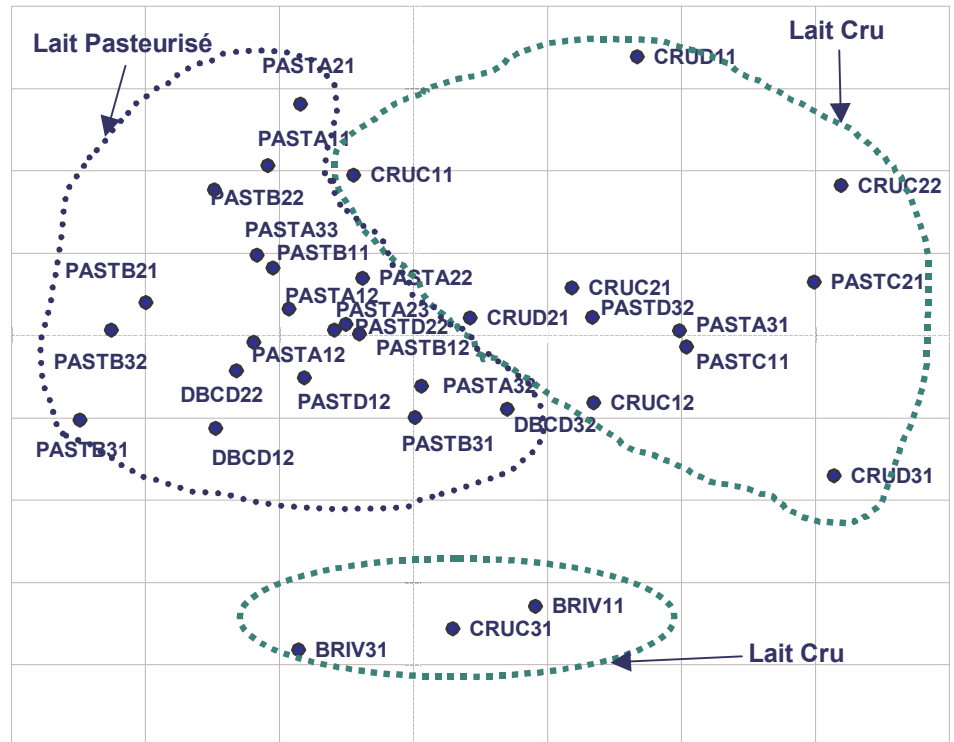 Lait Pasteurisé
Lait Cru
PASTA21
CRUD11
PASTA11
CRUC11
CRUC22
PASTB22
PASTA33
PASTB11
PASTB21
PASTA22
PASTC21
CRUC21
PASTA12
PASTA23
PASTD32
CRUD21
PASTD22
PASTA31
PASTB12
PASTB32
PASTA12
PASTC11
DBCD22
PASTD12
PASTA32
CRUC12
DBCD32
PASTB31
PASTB31
DBCD12
CRUD31
BRIV11
CRUC31
BRIV31
Lait Cru